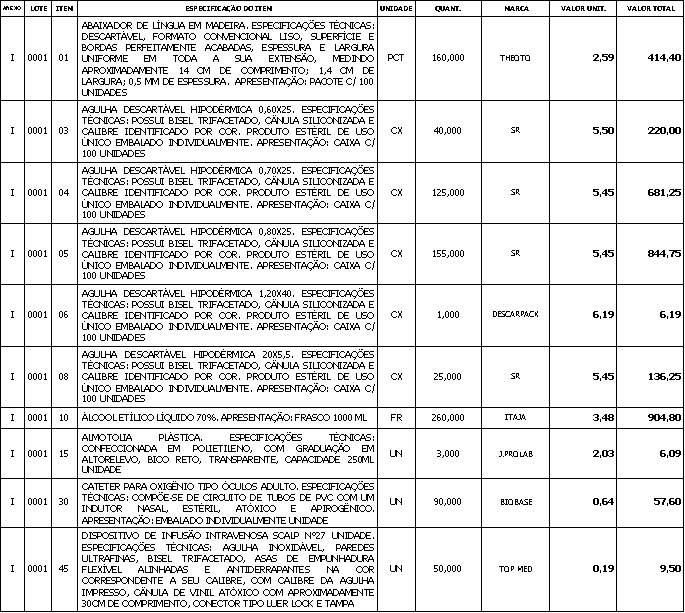 ANEXO LOTE ITEM ESPECIFICAÇÃO DO ITEM UNIDADE QUANT. MARCA VALOR UNIT. VALOR TOTAL
ABAIXADOR DE LÍNGUA EM MADEIRA. ESPECIFICAÇÕES TÉCNICAS:
DESCARTÁVEL, FORMATO CONVENCIONAL LISO, SUPERFÍCIE E
BORDAS PERFEITAMENTE ACABADAS, ESPESSURA E LARGURA
I 0001 01 UNIFORME EM TODA A SUA EXTENSÃO, MEDINDO PCT 160,000 THEOTO 2,59 414,40
APROXIMADAMENTE 14 CM DE COMPRIMENTO; 1,4 CM DE
LARGURA; 0,5 MM DE ESPESSURA. APRESENTAÇÃO: PACOTE C/ 100
UNIDADES
AGULHA DESCARTÁVEL HIPODÉRMICA 0,60X25. ESPECIFICAÇÕES
TÉCNICAS: POSSUI BISEL TRIFACETADO, CÂNULA SILICONIZADA E
I 0001 03 CALIBRE IDENTIFICADO POR COR. PRODUTO ESTÉRIL DE USO CX 40,000 SR 5,50 220,00
ÚNICO EMBALADO INDIVIDUALMENTE. APRESENTAÇÃO: CAIXA C/
100 UNIDADES
AGULHA DESCARTÁVEL HIPODÉRMICA 0,70X25. ESPECIFICAÇÕES
TÉCNICAS: POSSUI BISEL TRIFACETADO, CÂNULA SILICONIZADA E
I 0001 04 CALIBRE IDENTIFICADO POR COR. PRODUTO ESTÉRIL DE USO CX 125,000 SR 5,45 681,25
ÚNICO EMBALADO INDIVIDUALMENTE. APRESENTAÇÃO: CAIXA C/
100 UNIDADES
AGULHA DESCARTÁVEL HIPODÉRMICA 0,80X25. ESPECIFICAÇÕES
TÉCNICAS: POSSUI BISEL TRIFACETADO, CÂNULA SILICONIZADA E
I 0001 05 CALIBRE IDENTIFICADO POR COR. PRODUTO ESTÉRIL DE USO CX 155,000 SR 5,45 844,75
ÚNICO EMBALADO INDIVIDUALMENTE. APRESENTAÇÃO: CAIXA C/
100 UNIDADES
AGULHA DESCARTÁVEL HIPODÉRMICA 1,20X40. ESPECIFICAÇÕES
TÉCNICAS: POSSUI BISEL TRIFACETADO, CÂNULA SILICONIZADA E
I 0001 06 CALIBRE IDENTIFICADO POR COR. PRODUTO ESTÉRIL DE USO CX 1,000 DESCARPACK 6,19 6,19
ÚNICO EMBALADO INDIVIDUALMENTE. APRESENTAÇÃO: CAIXA C/
100 UNIDADES
AGULHA DESCARTÁVEL HIPODÉRMICA 20X5,5. ESPECIFICAÇÕES
TÉCNICAS: POSSUI BISEL TRIFACETADO, CÂNULA SILICONIZADA E
I 0001 08 CALIBRE IDENTIFICADO POR COR. PRODUTO ESTÉRIL DE USO CX 25,000 SR 5,45 136,25
ÚNICO EMBALADO INDIVIDUALMENTE. APRESENTAÇÃO: CAIXA C/
100 UNIDADES
I 0001 10 ÁLCOOL ETÍLICO LÍQUIDO 70%. APRESENTAÇÃO: FRASCO 1000 ML FR 260,000 ITAJA 3,48 904,80
ALMOTOLIA PLÁSTICA. ESPECIFICAÇÕES TÉCNICAS:
I 0001 15 CONFECCIONADA EM POLIETILENO, COM GRADUAÇÃO EM UN 3,000 J.PROLAB 2,03 6,09
ALTORELEVO, BICO RETO, TRANSPARENTE, CAPACIDADE 250ML
UNIDADE
CATETER PARA OXIGÊNIO TIPO ÓCULOS ADULTO. ESPECIFICAÇÕES
I 0001 30 TÉCNICAS: COMPÕE-SE DE CIRCUITO DE TUBOS DE PVC COM UM UN 90,000 BIOBASE 0,64 57,60
INDUTOR NASAL, ESTÉRIL, ATÓXICO E APIROGÊNICO.
APRESENTAÇÃO: EMBALADO INDIVIDUALMENTE UNIDADE
DISPOSITIVO DE INFUSÃO INTRAVENOSA SCALP Nº27 UNIDADE.
ESPECIFICAÇÕES TÉCNICAS: AGULHA INOXIDÁVEL, PAREDES
ULTRAFINAS, BISEL TRIFACETADO, ASAS DE EMPUNHADURA
I 0001 45 FLEXÍVEL ALINHADAS E ANTIDERRAPANTES NA COR UN 50,000 TOP MED 0,19 9,50
CORRESPONDENTE A SEU CALIBRE, COM CALIBRE DA AGULHA
IMPRESSO, CÂNULA DE VINIL ATÓXICO COM APROXIMADAMENTE
30CM DE COMPRIMENTO, CONECTOR TIPO LUER LOCK E TAMPA